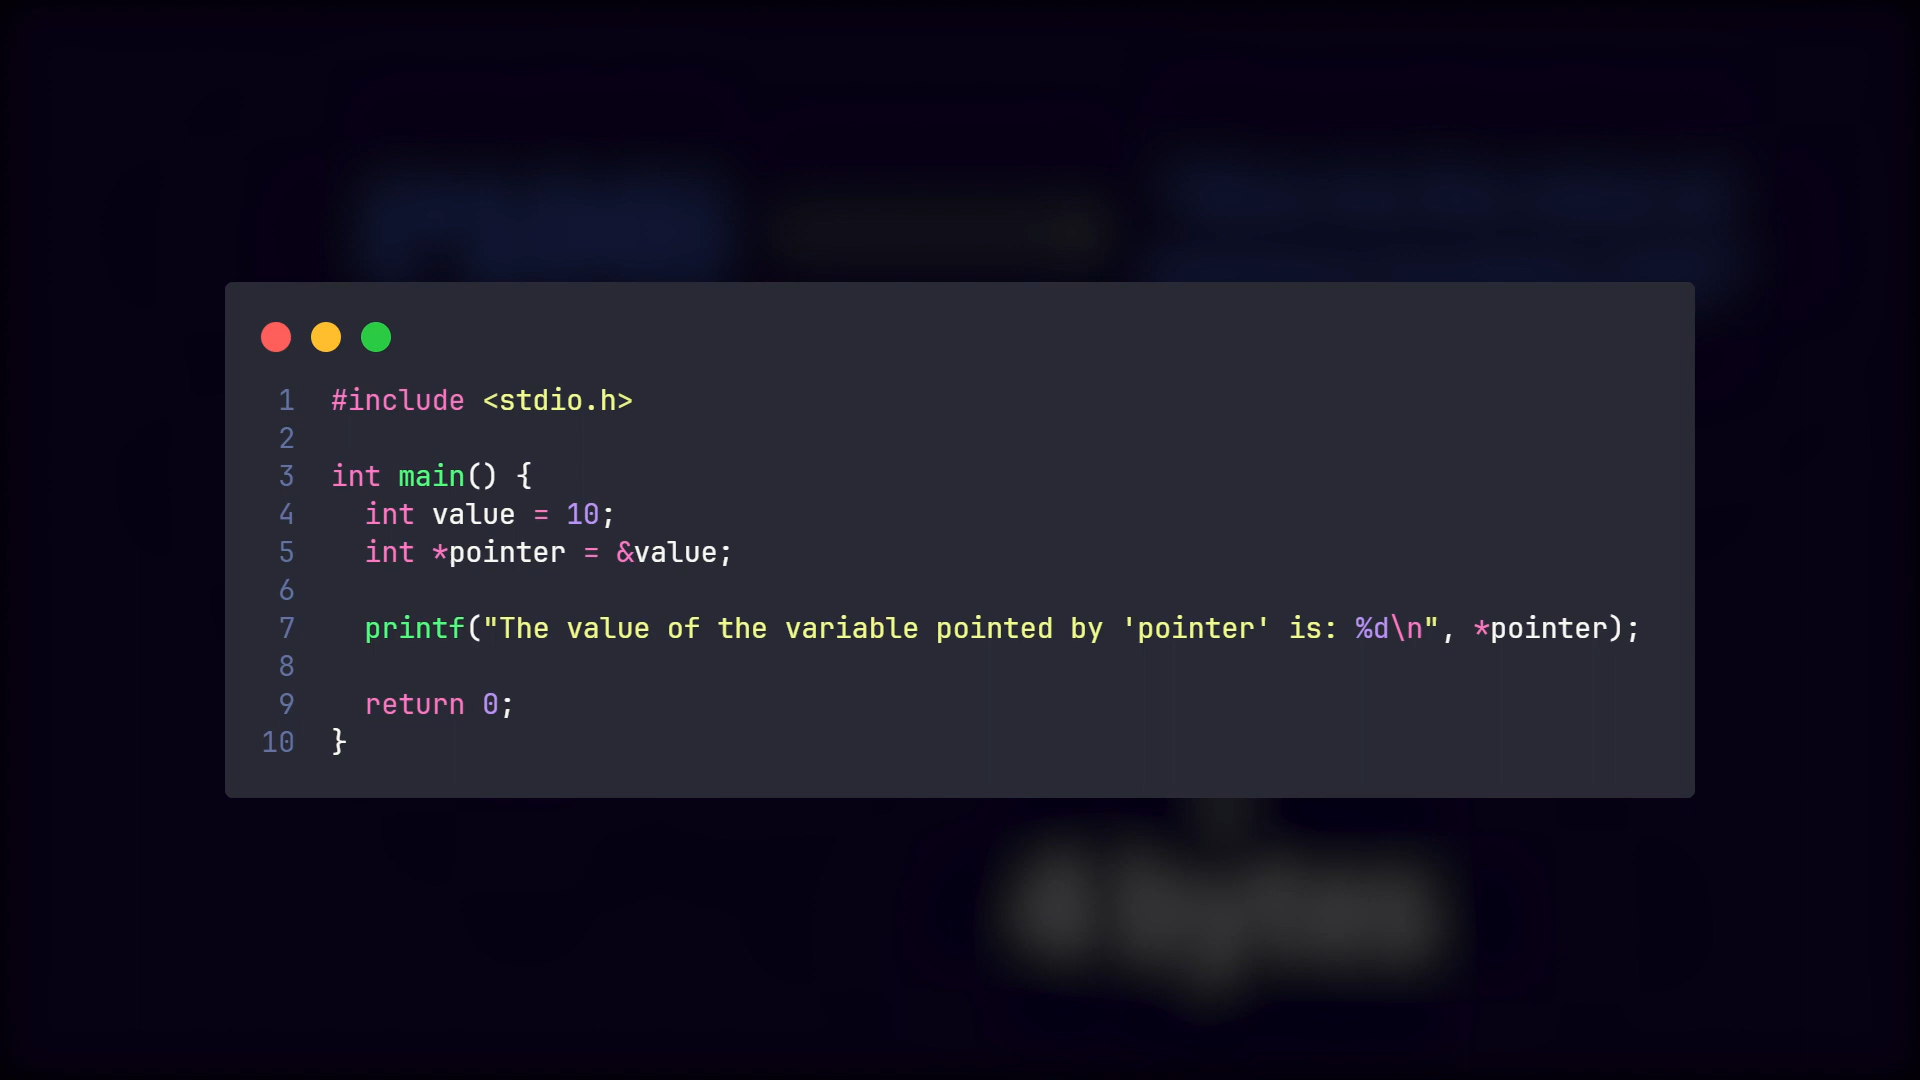 1 #include <stdio.h>
2
3 int main() {
4   int value = 10;
5   int *pointer = &value;
6
7   printf("The value of the variable pointed by 'pointer' is: %d\n", *pointer);
8
9   return 0;
10 }